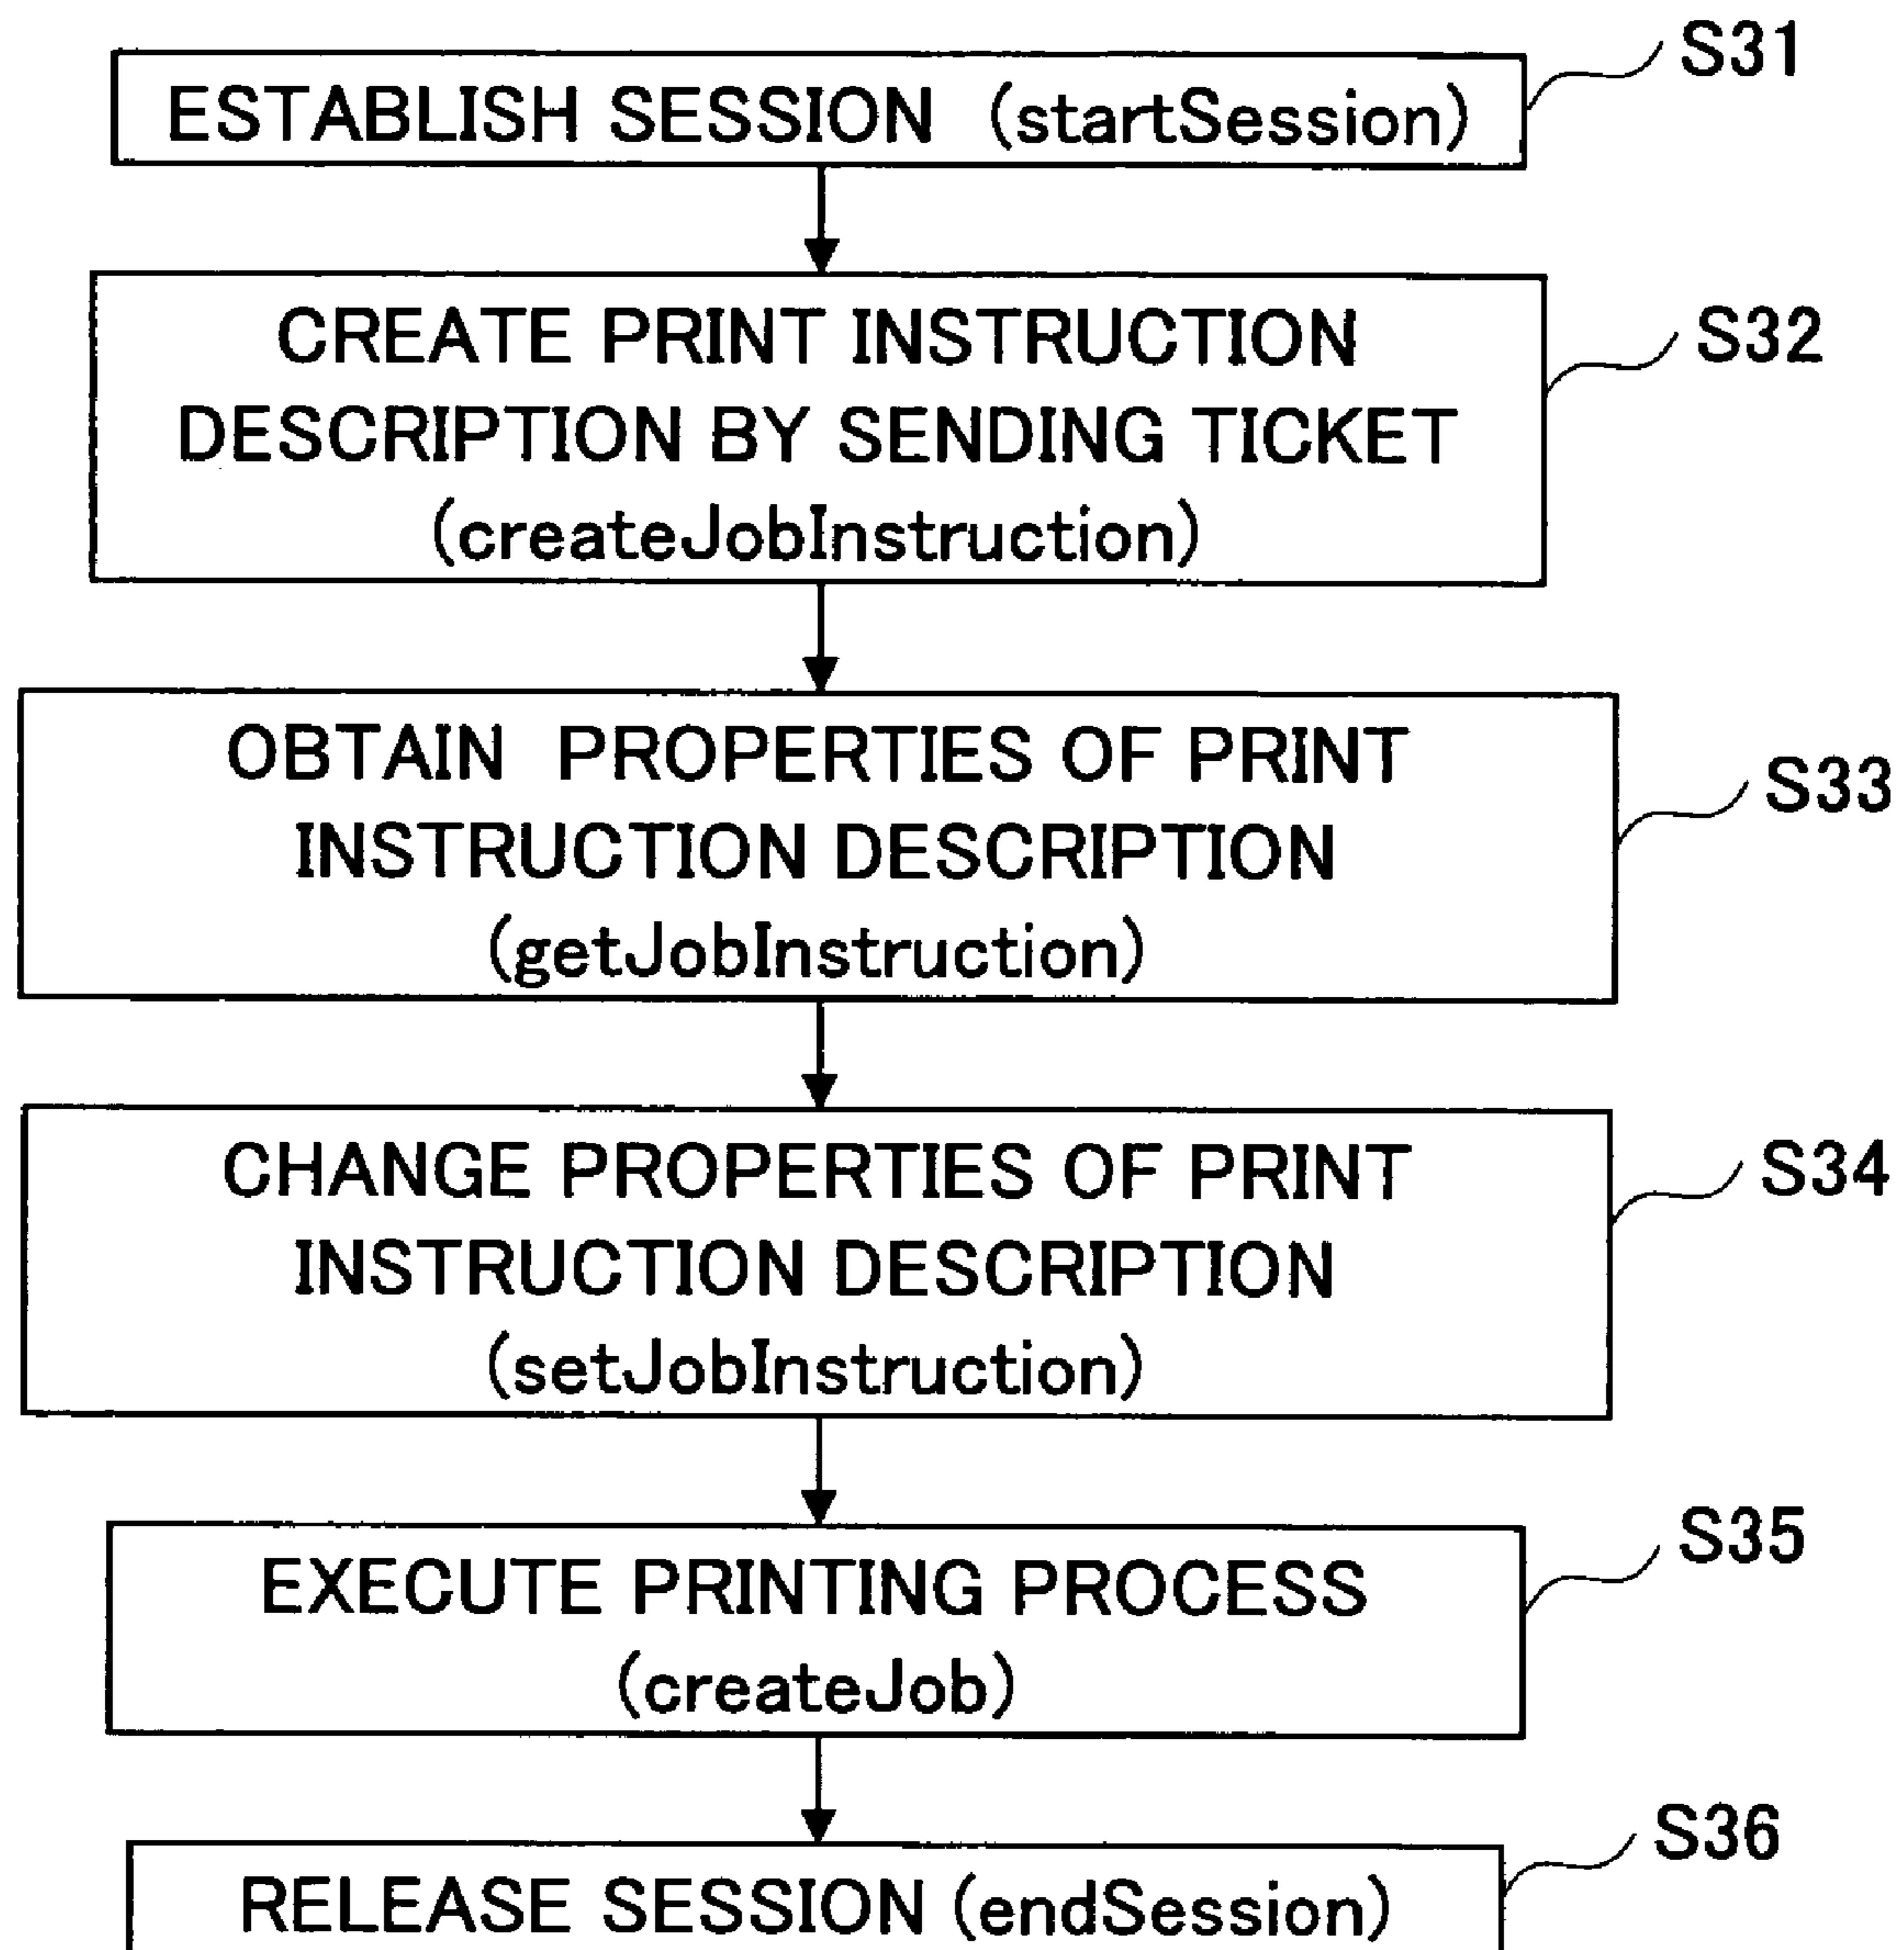 S31
ESTABLISH SESSION (startSession)
S32
CREATE PRINT INSTRUCTION
DESCRIPTION BY SENDING TICKET
(createJobInstruction)
S33
OBTAIN PROPERTIES OF PRINT
INSTRUCTION DESCRIPTION
(getJobInstruction)
S34
CHANGE PROPERTIES OF PRINT
INSTRUCTION DESCRIPTION
(setJobInstruction)
S35
EXECUTE PRINTING PROCESS
(createJob)
S36
RELEASE SESSION (endSession)